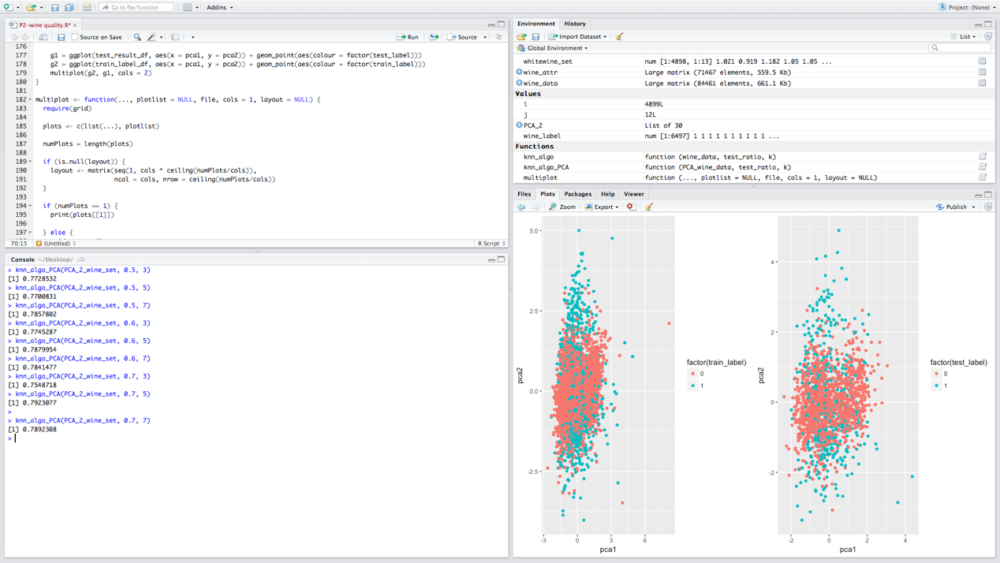 Go to file/function
Addins
Project: (None)
P2-wine quality.R*
Source on Save
Run
Source
176
177 g1 = ggplot(test_result_df, aes(x = pca1, y = pca2)) + geom_point(aes(colour = factor(test_label)))
178 g2 = ggplot(train_label_df, aes(x = pca1, y = pca2)) + geom_point(aes(colour = factor(train_label)))
179 multiplot(g2, g1, cols = 2)
180 }
181
182 multiplot <- function(..., plotlist = NULL, file, cols = 1, layout = NULL) {
183 require(grid)
184
185 plots <- c(list(...), plotlist)
186
187 numPlots = length(plots)
188
189 if (is.null(layout)) {
190 layout <- matrix(seq(1, cols * ceiling(numPlots/cols)),
191 ncol = cols, nrow = ceiling(numPlots/cols))
192 }
193
194 if (numPlots == 1) {
195 print(plots[[1]])
196
197 } else {
70:15 (Untitled) R Script
Console ~/Desktop/
> knn_algo_PCA(PCA_2_wine_set, 0.5, 3)
[1] 0.7728532
> knn_algo_PCA(PCA_2_wine_set, 0.5, 5)
[1] 0.7700831
> knn_algo_PCA(PCA_2_wine_set, 0.5, 7)
[1] 0.7857802
> knn_algo_PCA(PCA_2_wine_set, 0.6, 3)
[1] 0.7745287
> knn_algo_PCA(PCA_2_wine_set, 0.6, 5)
[1] 0.7879954
> knn_algo_PCA(PCA_2_wine_set, 0.6, 7)
[1] 0.7841477
> knn_algo_PCA(PCA_2_wine_set, 0.7, 3)
[1] 0.7548718
> knn_algo_PCA(PCA_2_wine_set, 0.7, 5)
[1] 0.7923077
>
> knn_algo_PCA(PCA_2_wine_set, 0.7, 7)
[1] 0.7892308
>
Environment History
Import Dataset List
Global Environment
whitewine_set num [1:4898, 1:13] 1.021 0.919 1.182 1.05 1.05 ...
wine_attr Large matrix (71467 elements, 559.5 Kb)
wine_data Large matrix (84461 elements, 661.1 Kb)
Values
i 4899L
j 12L
PCA_2 List of 30
wine_label num [1:6497] 1 1 1 1 1 1 1 1 1 1 ...
Functions
knn_algo function (wine_data, test_ratio, k)
knn_algo_PCA function (PCA_wine_data, test_ratio, k)
multiplot function (..., plotlist = NULL, file, cols = 1, layout = NULL)
Files Plots Packages Help Viewer
Zoom Export Publish
5.0
2.5
0.0
-2.5
pca2
-3 0 3 6
pca1
factor(train_label)
0
1
4
2
0
-2
pca2
-2 0 2 4
pca1
factor(test_label)
0
1